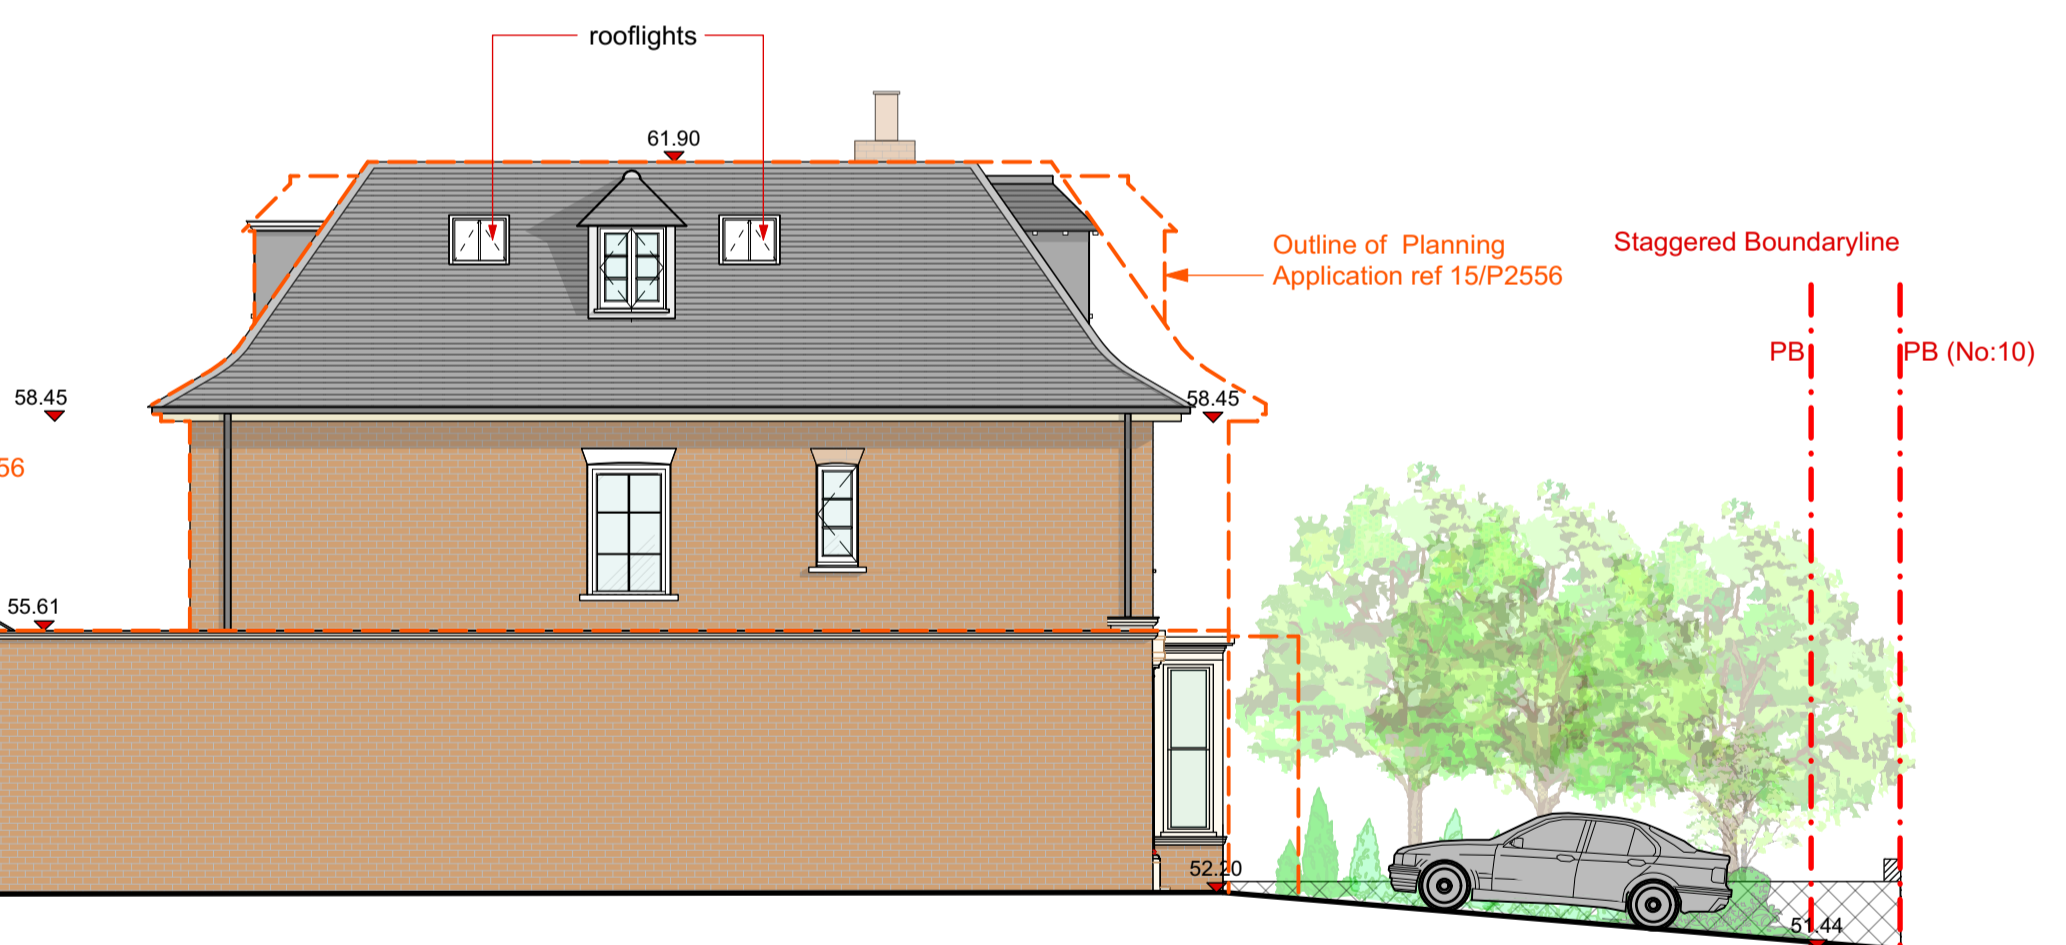 rooflights
61.90
Outline of Planning
Application ref 15/P2556
Staggered Boundaryline
PB
PB (No:10)
58.45
58.45
56
55.61
52.20
51.44